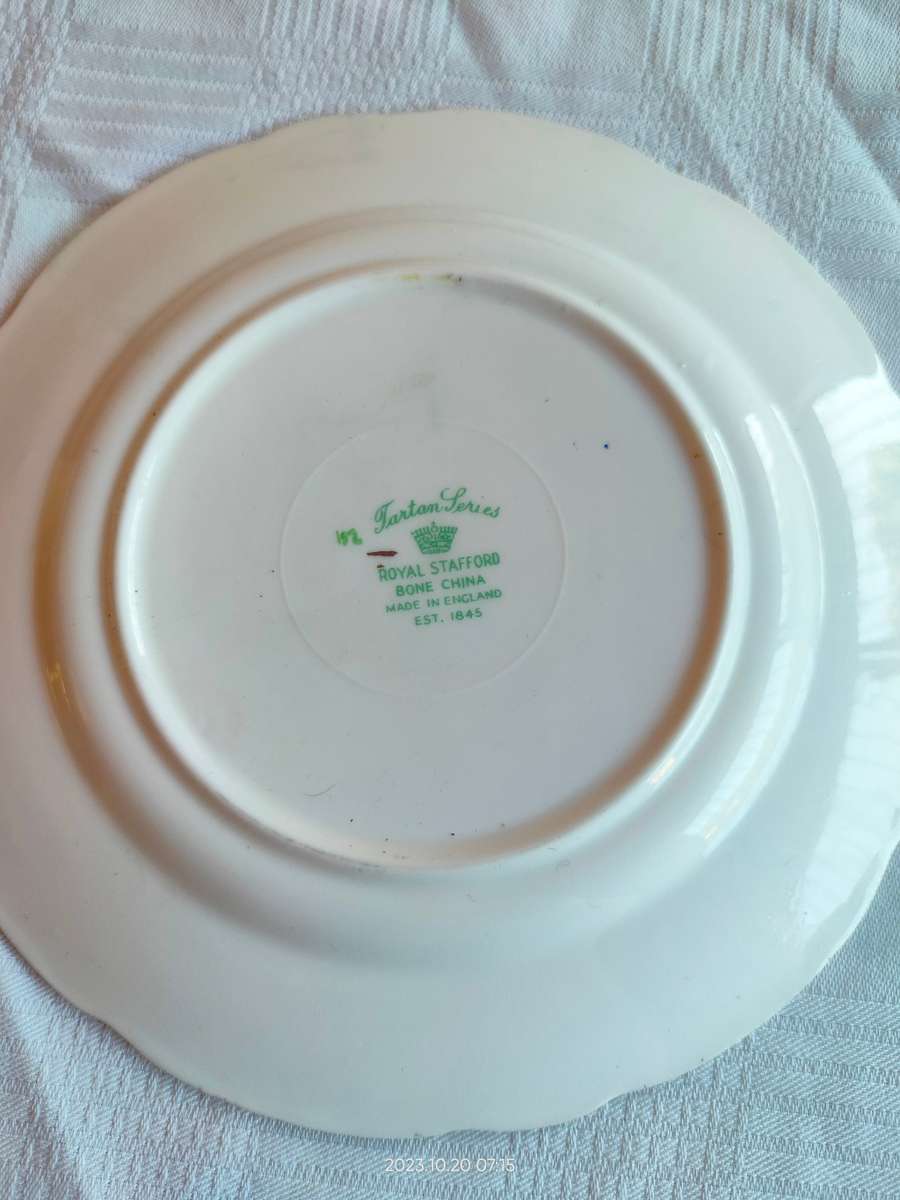 Tartan Series
ROYAL STAFFORD
BONE CHINA
MADE IN ENGLAND
EST. 1845
2023.10.20 07:15